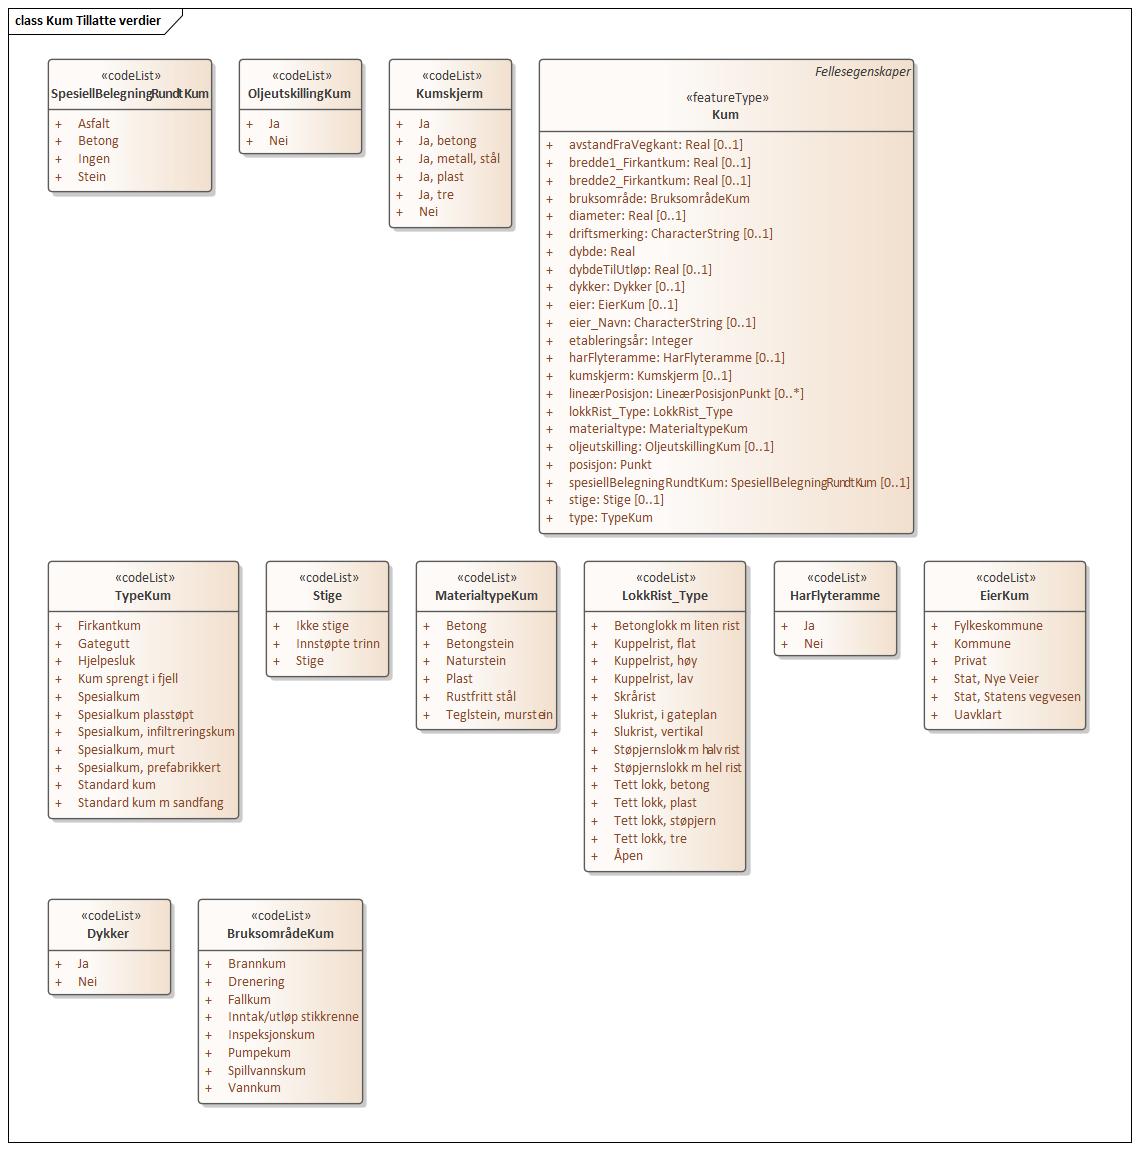 class Kum Tillatte verdier
«codeList»
SpesiellBelegningRundtKum
+ Asfalt
+ Betong
+ Ingen
+ Stein
«codeList»
OljeutskillingKum
+ Ja
+ Nei
«codeList»
Kumskjerm
+ Ja
+ Ja, betong
+ Ja, metall, stål
+ Ja, plast
+ Ja, tre
+ Nei
Fellesegenskaper
«featureType»
Kum
+ avstandFraVegkant: Real [0..1]
+ bredde1_Firkantkum: Real [0..1]
+ bredde2_Firkantkum: Real [0..1]
+ bruksområde: BruksområdeKum
+ diameter: Real [0..1]
+ driftsmerking: CharacterString [0..1]
+ dybde: Real
+ dybdeTilUtløp: Real [0..1]
+ dykker: Dykker [0..1]
+ eier: EierKum [0..1]
+ eier_Navn: CharacterString [0..1]
+ etableringsår: Integer
+ harFlyteramme: HarFlyteramme [0..1]
+ kumskjerm: Kumskjerm [0..1]
+ lineærPosisjon: LineærPosisjonPunkt [0..*]
+ lokkRist_Type: LokkRist_Type
+ materialtype: MaterialtypeKum
+ oljeutskilling: OljeutskillingKum [0..1]
+ posisjon: Punkt
+ spesiellBelegningRundtKum: SpesiellBelegningRundtKum [0..1]
+ stige: Stige [0..1]
+ type: TypeKum
«codeList»
TypeKum
+ Firkantkum
+ Gategutt
+ Hjelpesluk
+ Kum sprengt i fjell
+ Spesialkum
+ Spesialkum plasstøpt
+ Spesialkum, infiltreringskum
+ Spesialkum, murt
+ Spesialkum, prefabrikkert
+ Standard kum
+ Standard kum m sandfang
«codeList»
Stige
+ Ikke stige
+ Innstøpte trinn
+ Stige
«codeList»
MaterialtypeKum
+ Betong
+ Betongstein
+ Naturstein
+ Plast
+ Rustfritt stål
+ Teglstein, murstein
«codeList»
LokkRist_Type
+ Betonglokk m liten rist
+ Kuppelrist, flat
+ Kuppelrist, høy
+ Kuppelrist, lav
+ Skrårist
+ Slukrist, i gateplan
+ Slukrist, vertikal
+ Støpjernslokk m halv rist
+ Støpjernslokk m hel rist
+ Tett lokk, betong
+ Tett lokk, plast
+ Tett lokk, støpjern
+ Tett lokk, tre
+ Åpen
«codeList»
HarFlyteramme
+ Ja
+ Nei
«codeList»
EierKum
+ Fylkeskommune
+ Kommune
+ Privat
+ Stat, Nye Veier
+ Stat, Statens vegvesen
+ Uavklart
«codeList»
Dykker
+ Ja
+ Nei
«codeList»
BruksområdeKum
+ Brannkum
+ Drenering
+ Fallkum
+ Inntak/utløp stikkrenne
+ Inspeksjonskum
+ Pumpekum
+ Spillvannskum
+ Vannkum